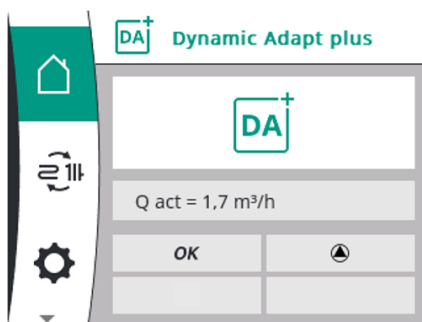 DA+ Dynamic Adapt plus
DA+
Q act = 1,7 m³/h
OK